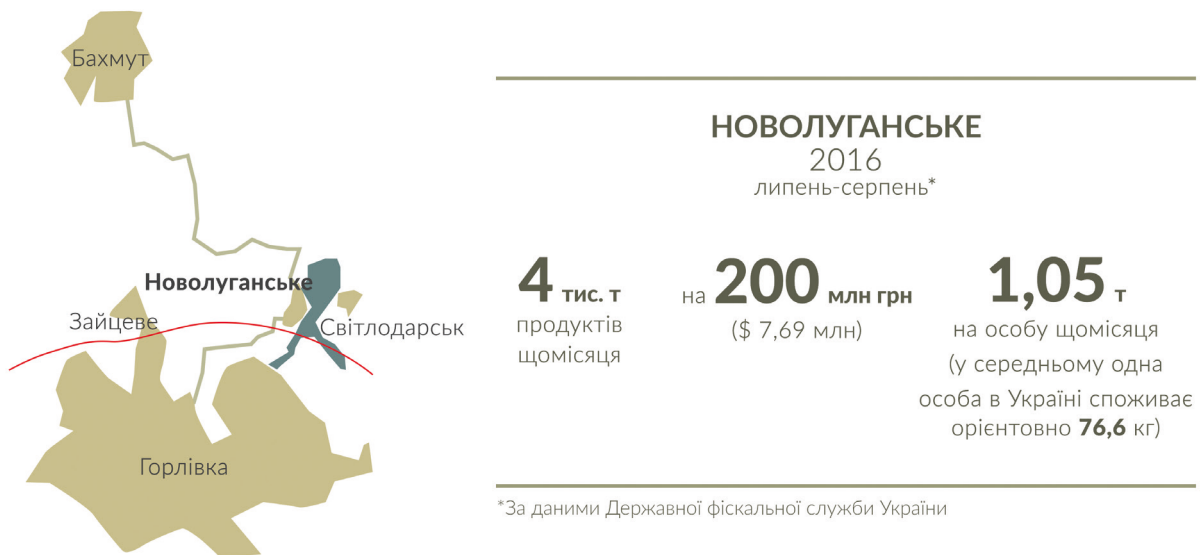 Бахмут
Новолуганське
Зайцеве
Світлодарськ
Горлівка
НОВОЛУГАНСЬКЕ
2016
липень-серпень*
4 тис. т
продуктів
щомісяця
на 200 млн грн
($ 7,69 млн)
1,05 т
на особу щомісяця
(у середньому одна
особа в Україні споживає
орієнтовно 76,6 кг)
*За даними Державної фіскальної служби України